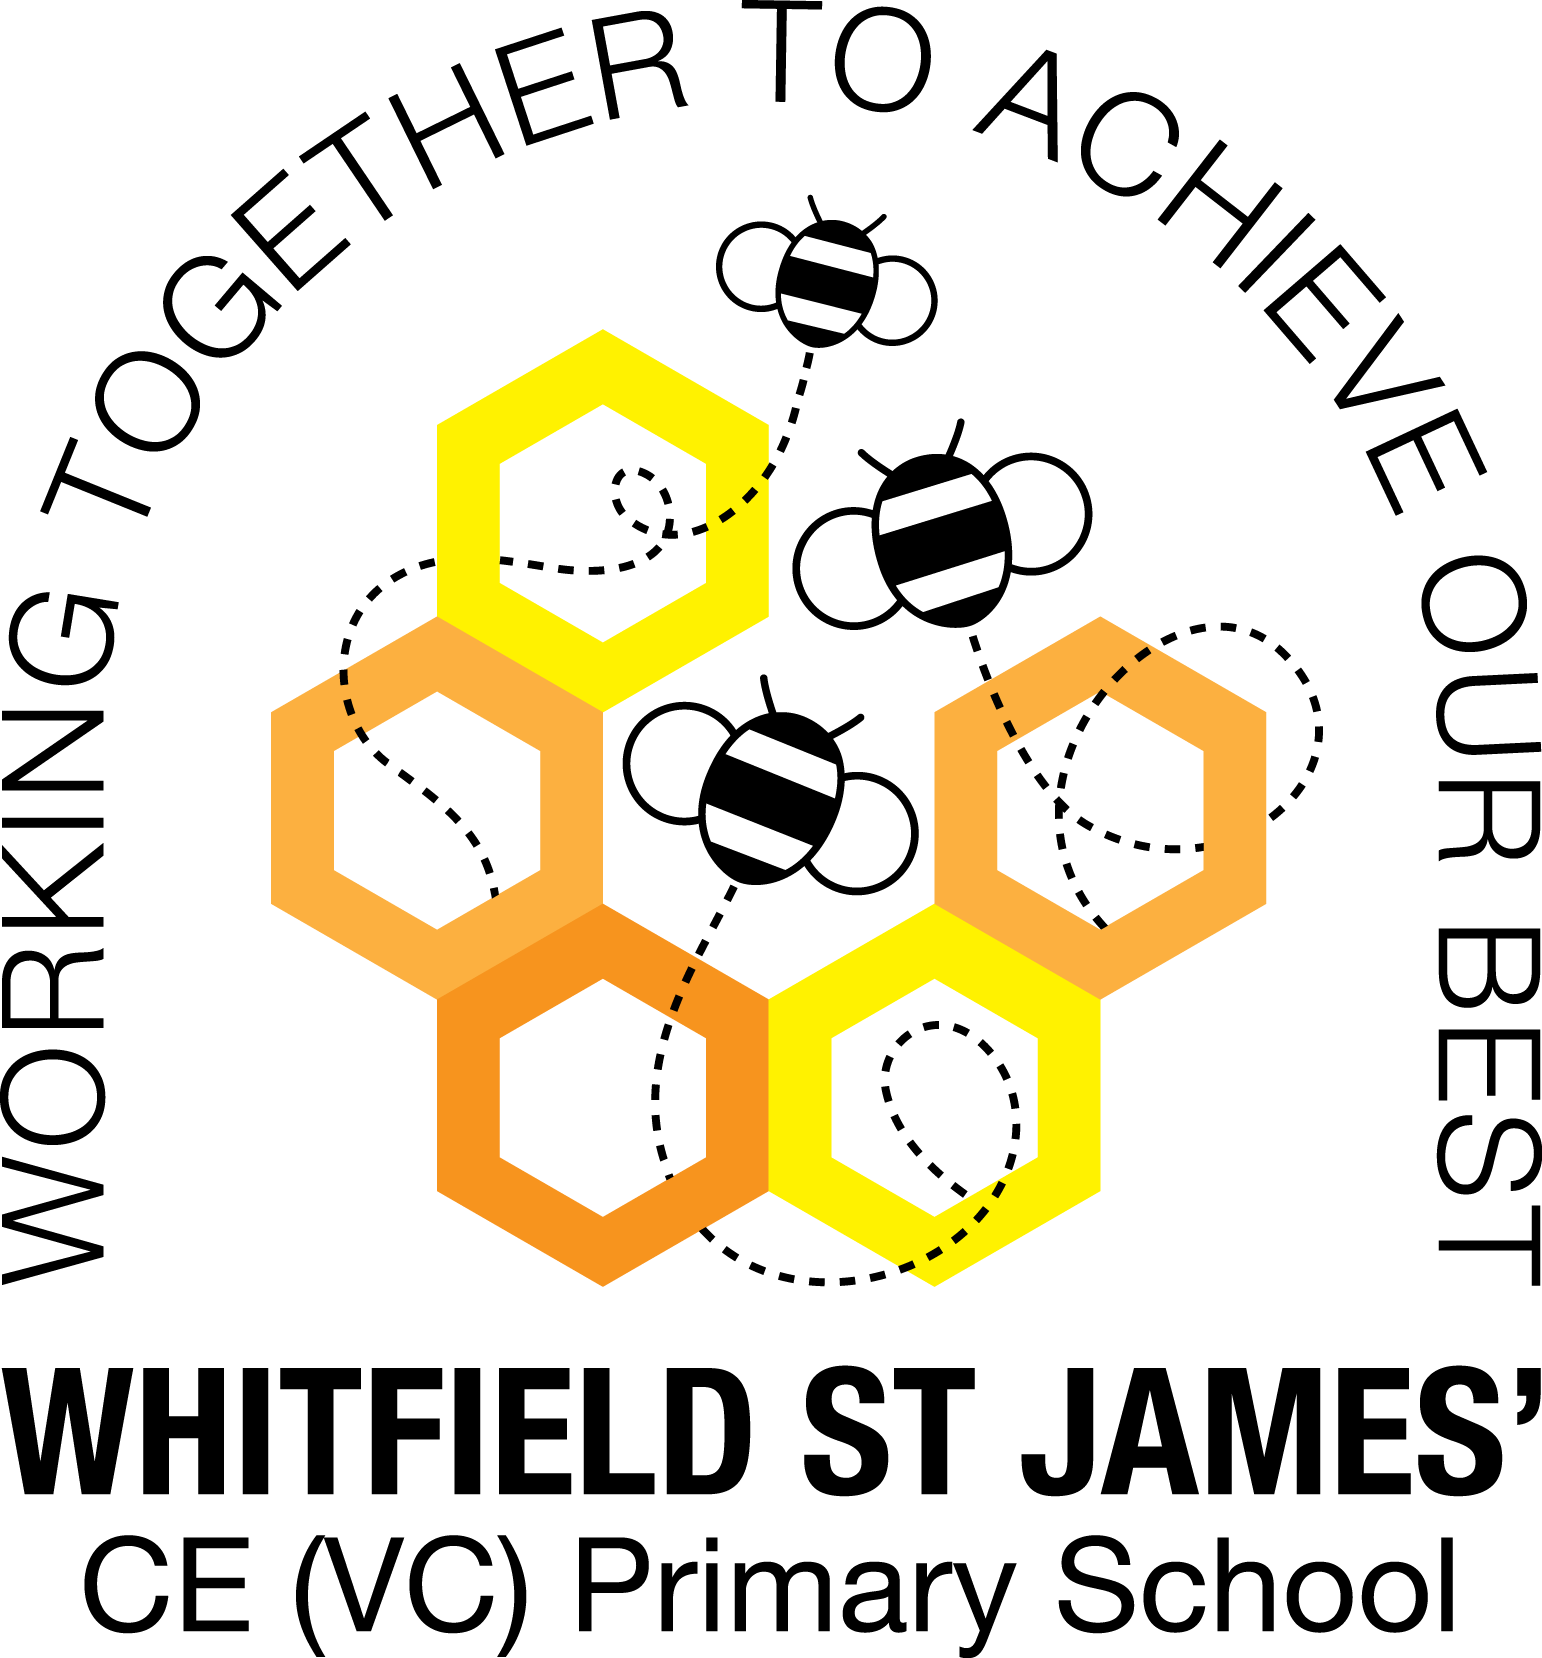 WORKING TOGETHER TO ACHIEVE OUR BEST
WHITFIELD ST JAMES’
CE (VC) Primary School